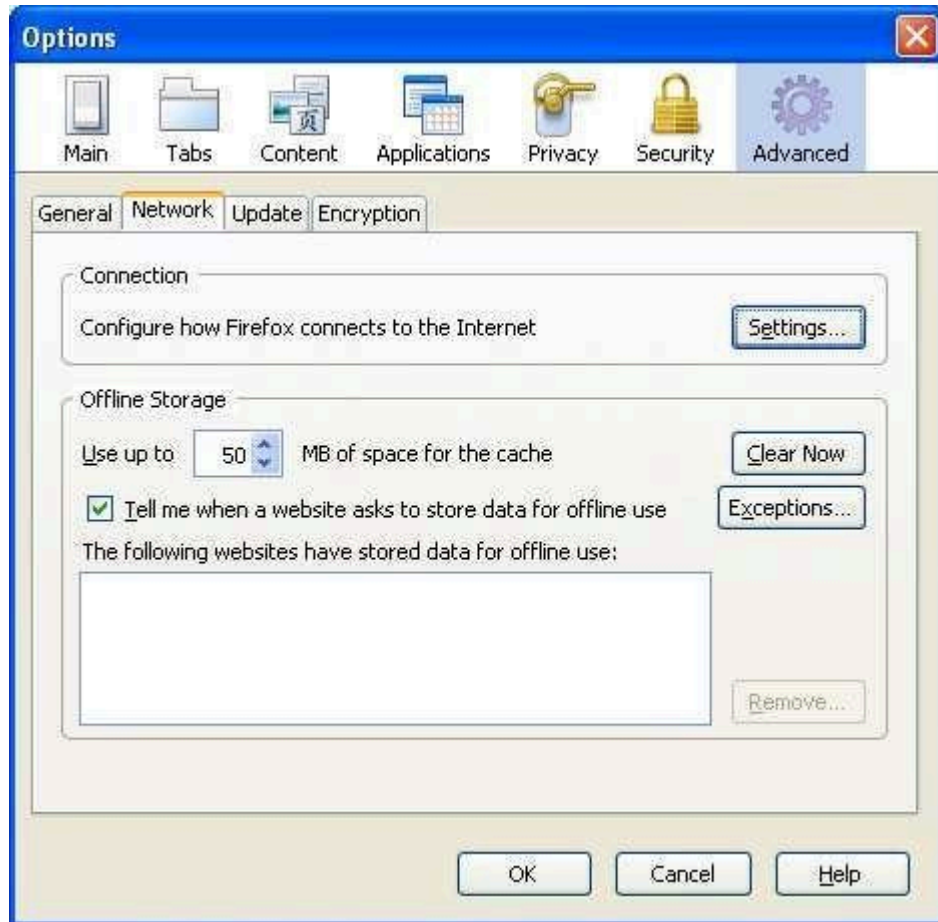 Options
Main Tabs Content Applications Privacy Security Advanced
页
General Network Update Encryption
Connection
Configure how Firefox connects to the Internet Settings...
Offline Storage
Use up to 50 MB of space for the cache Clear Now
Tell me when a website asks to store data for offline use Exceptions...
The following websites have stored data for offline use:
Remove...
OK Cancel Help